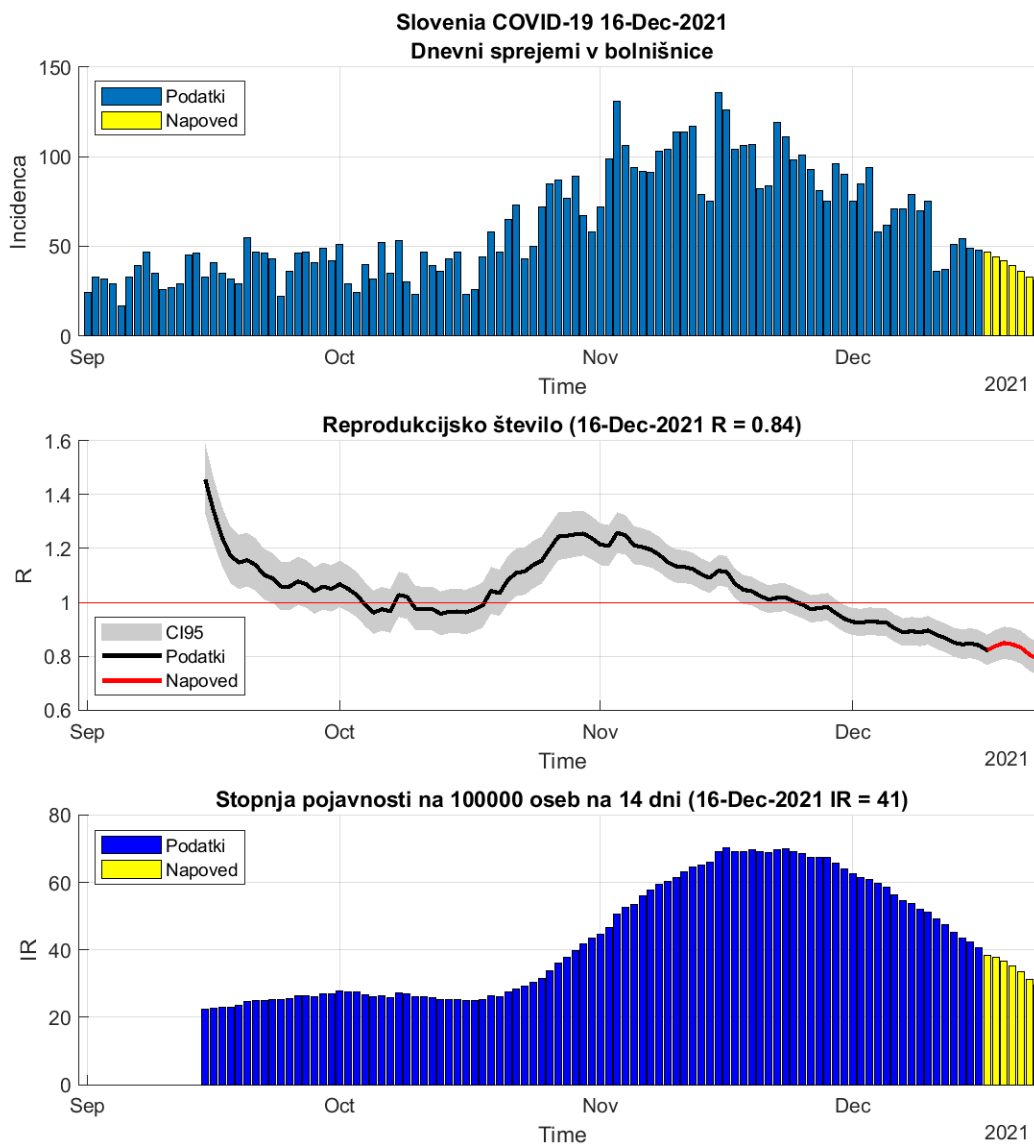 Slovenia COVID-19 16-Dec-2021
Dnevni sprejemi v bolnišnice
150
100
50
0
Incidenca
Podatki
Napoved
Sep
Oct
Nov
Dec
Time
2021
Reprodukcijsko število (16-Dec-2021 R = 0.84)
1.6
1.4
1.2
1
0.8
0.6
R
CI95
Podatki
Napoved
Sep
Oct
Nov
Dec
Time
2021
Stopnja pojavnosti na 100000 oseb na 14 dni (16-Dec-2021 IR = 41)
80
60
40
20
0
IR
Podatki
Napoved
Sep
Oct
Nov
Dec
Time
2021